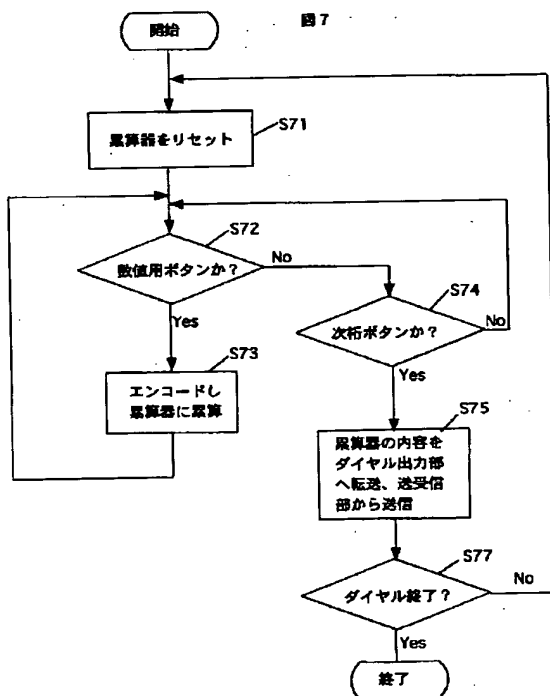 図7
開始
累算器をリセット
S71
S72
数値用ボタンか？
No
Yes
S74
次桁ボタンか？
No
Yes
S73
エンコードし
累算器に累算
S75
累算器の内容を
ダイヤル出力部
へ転送、送受信
部から送信
S77
ダイヤル終了？
No
Yes
終了